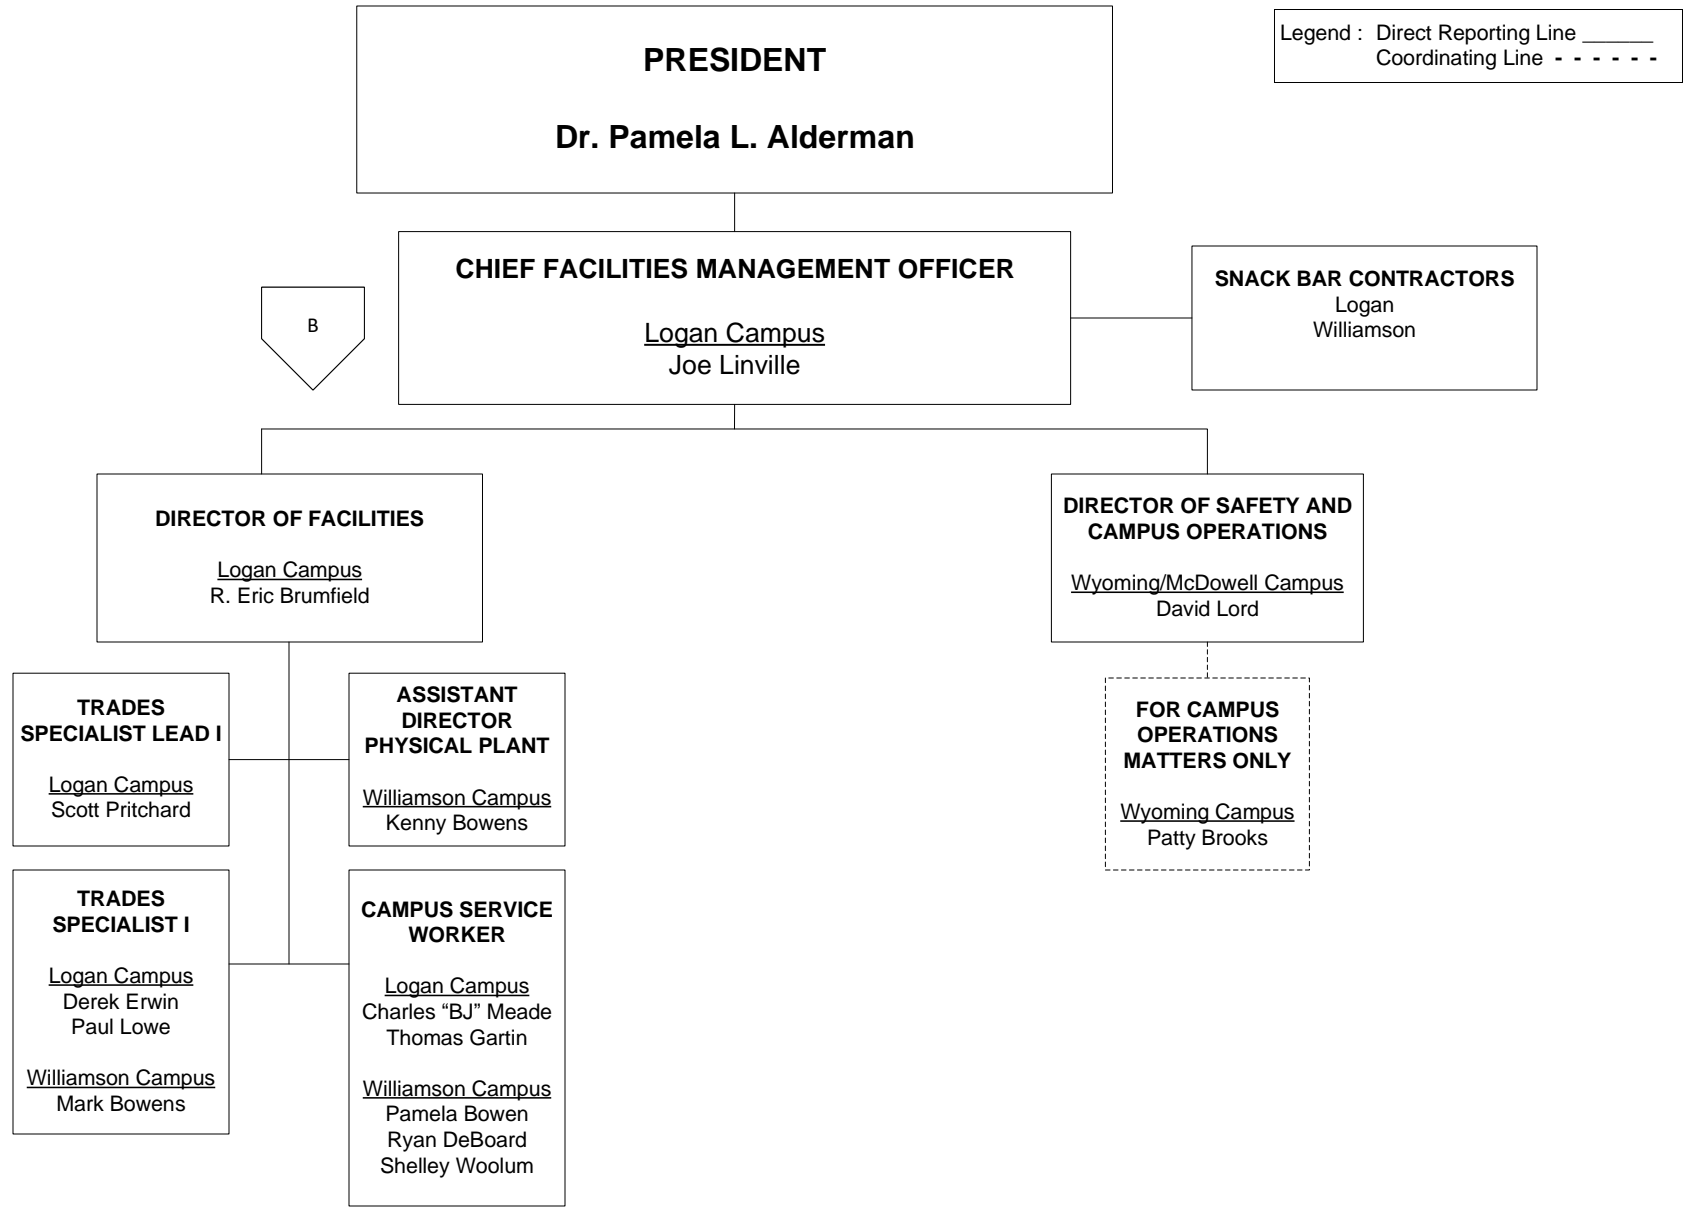 PRESIDENT
Dr. Pamela L. Alderman
Legend : Direct Reporting Line ______
Coordinating Line - - - - - -
CHIEF FACILITIES MANAGEMENT OFFICER
Logan Campus
Joe Linville
SNACK BAR CONTRACTORS
Logan
Williamson
B
DIRECTOR OF FACILITIES
Logan Campus
R. Eric Brumfield
DIRECTOR OF SAFETY AND
CAMPUS OPERATIONS
Wyoming/McDowell Campus
David Lord
TRADES
SPECIALIST LEAD I
Logan Campus
Scott Pritchard
ASSISTANT
DIRECTOR
PHYSICAL PLANT
Williamson Campus
Kenny Bowens
FOR CAMPUS
OPERATIONS
MATTERS ONLY
Wyoming Campus
Patty Brooks
TRADES
SPECIALIST I
Logan Campus
Derek Erwin
Paul Lowe
Williamson Campus
Mark Bowens
CAMPUS SERVICE
WORKER
Logan Campus
Charles “BJ” Meade
Thomas Gartin
Williamson Campus
Pamela Bowen
Ryan DeBoard
Shelley Woolum